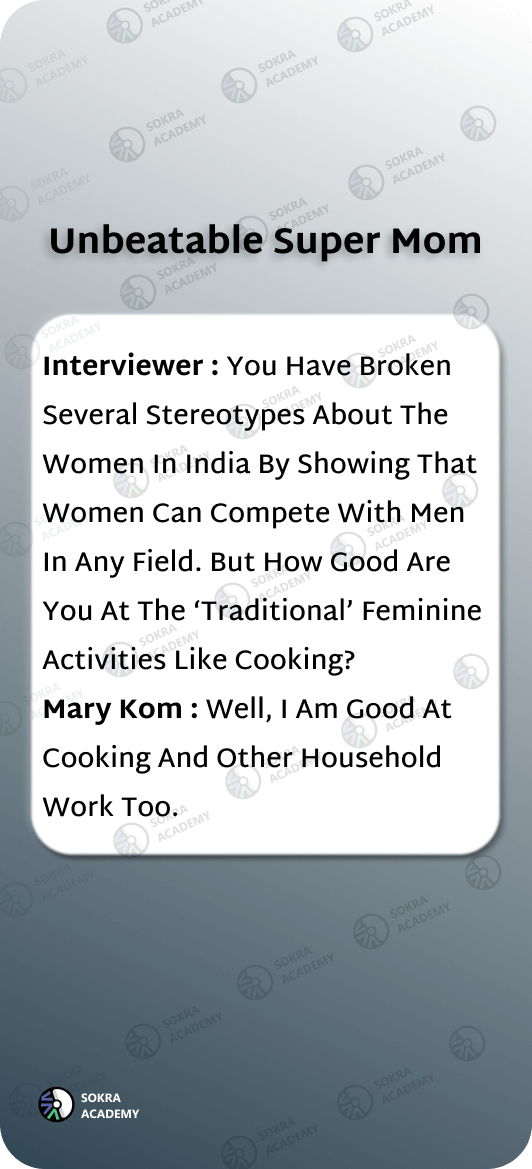 Unbeatable Super Mom
Interviewer : You Have Broken
Several Stereotypes About The
Women In India By Showing That
Women Can Compete With Men
In Any Field. But How Good Are
You At The ‘Traditional’ Feminine
Activities Like Cooking?
Mary Kom : Well, I Am Good At
Cooking And Other Household
Work Too.
SOKRA
ACADEMY